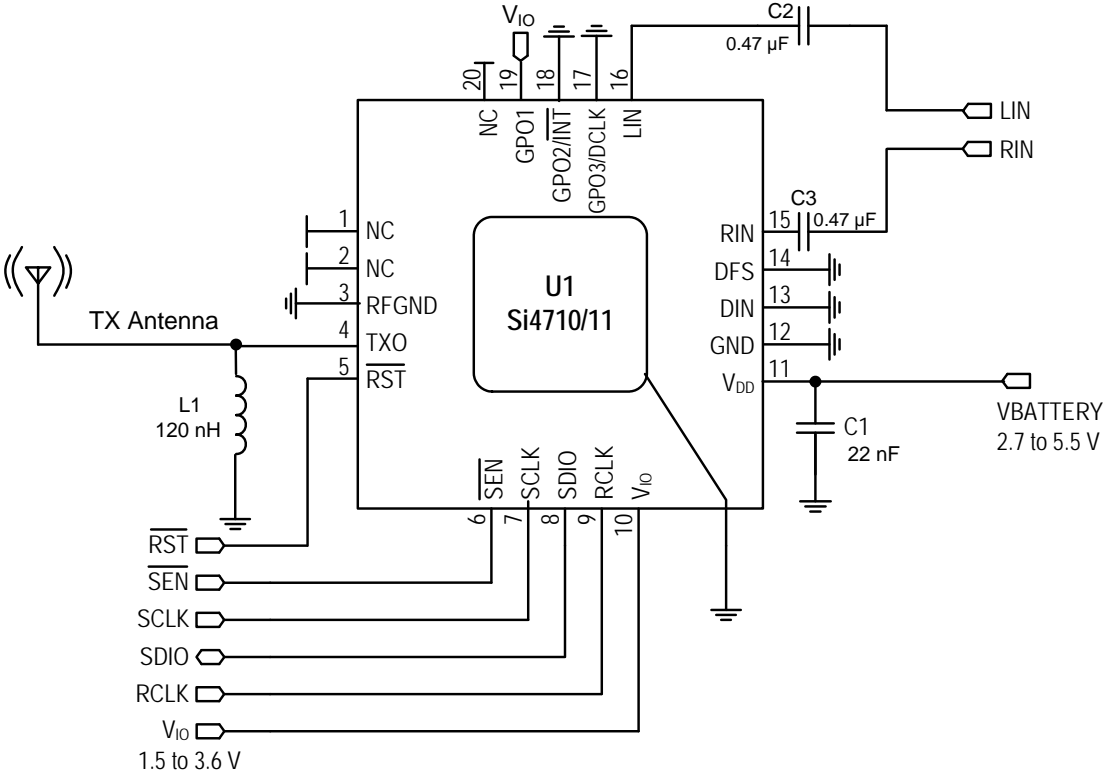 C2
0.47 µF
VIO
20
19
18
17
16
NC
GPO1
GPO2/INT
GPO3/DCLK
LIN
LIN
RIN
C3
0.47 µF
1
NC
2
NC
3
RFGND
4
TXO
5
RST
TX Antenna
L1
120 nH
U1
Si4710/11
RIN
15
DFS
14
DIN
13
GND
12
VDD
11
VBATTERY
2.7 to 5.5 V
C1
22 nF
SEN
SCLK
SDIO
RCLK
VIO
6
7
8
9
10
RST
SEN
SCLK
SDIO
RCLK
VIO
1.5 to 3.6 V